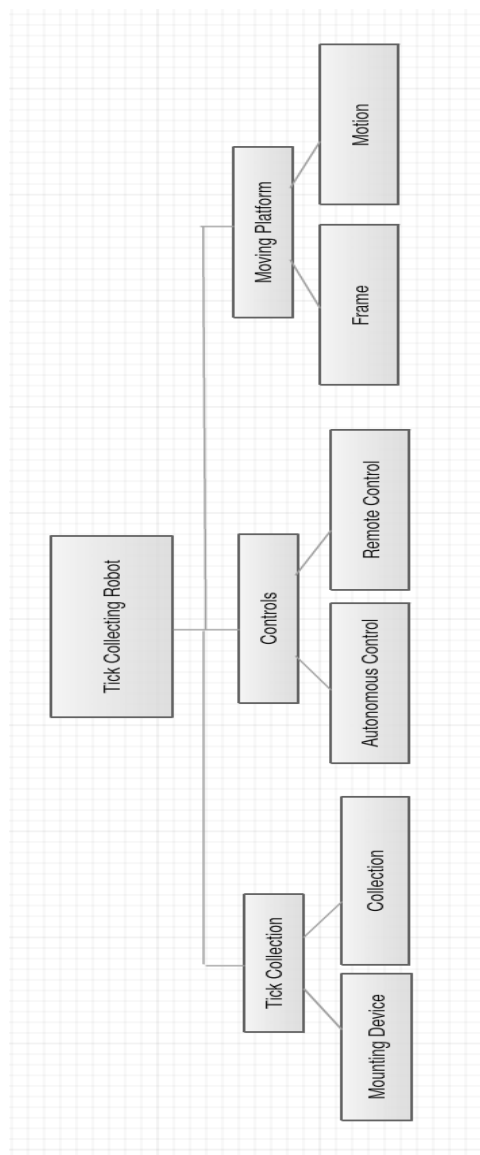 Tick Collecting Robot
Tick Collection
Controls
Moving Platform
Mounting Device
Collection
Autonomous Control
Remote Control
Frame
Motion